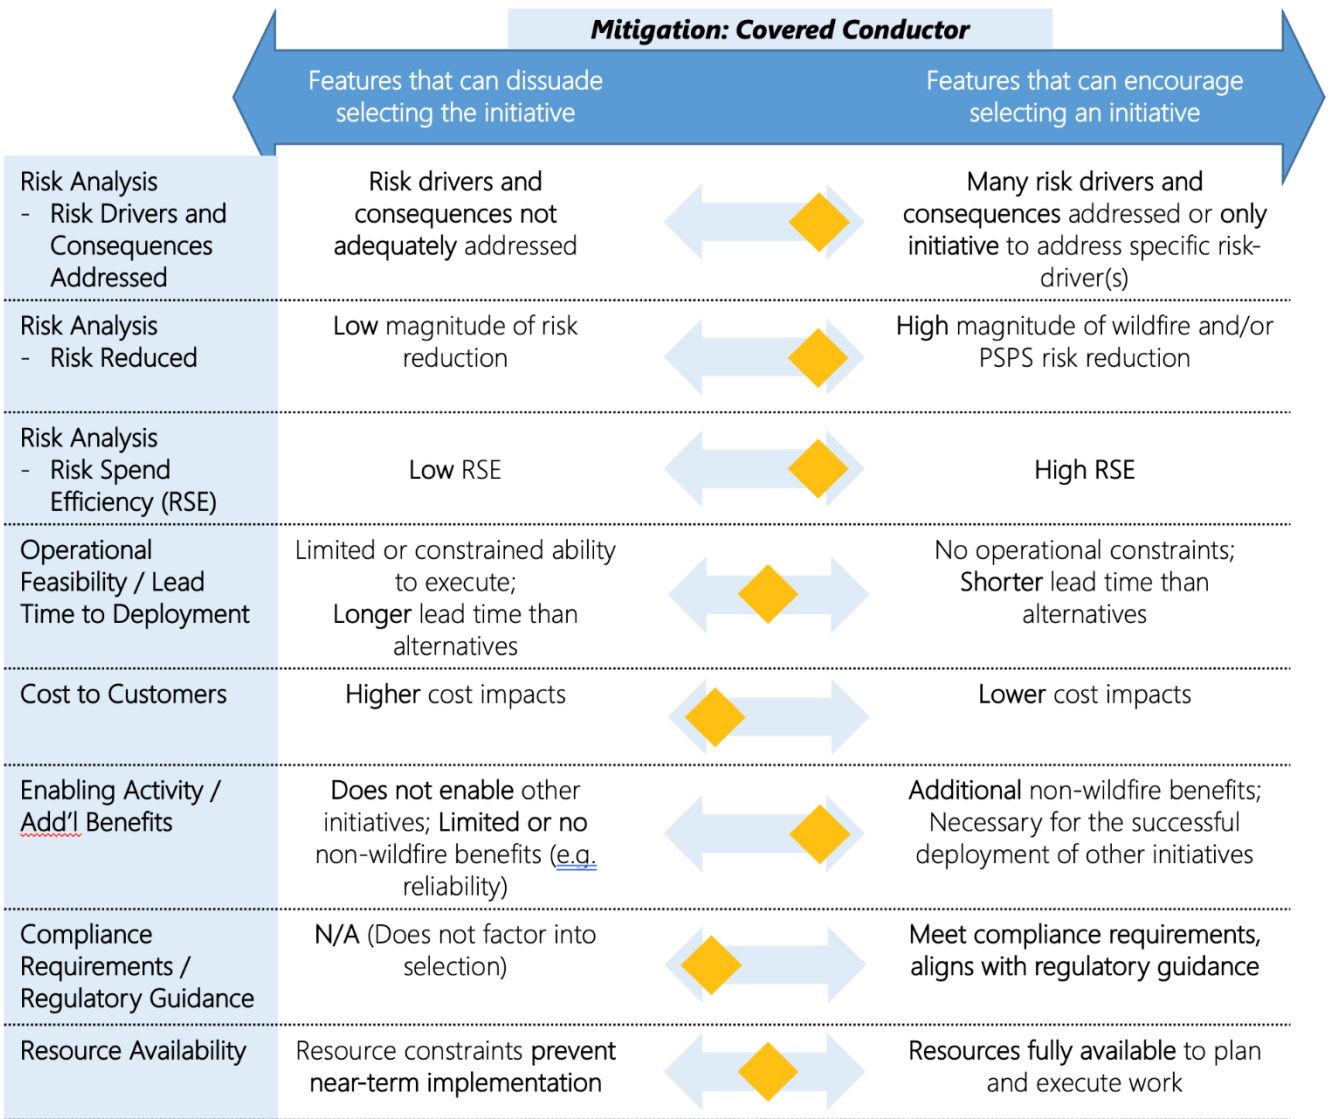 Mitigation: Covered Conductor
Features that can dissuade
selecting the initiative
Features that can encourage
selecting an initiative
Risk Analysis
- Risk Drivers and
Consequences
Addressed
Risk drivers and
consequences not
adequately addressed
Many risk drivers and
consequences addressed or only
initiative to address specific risk-
driver(s)
Risk Analysis
- Risk Reduced
Low magnitude of risk
reduction
High magnitude of wildfire and/or
PSPS risk reduction
Risk Analysis
- Risk Spend
Efficiency (RSE)
Low RSE
High RSE
Operational
Feasibility / Lead
Time to Deployment
Limited or constrained ability
to execute;
Longer lead time than
alternatives
No operational constraints;
Shorter lead time than
alternatives
Cost to Customers
Higher cost impacts
Lower cost impacts
Enabling Activity /
Add'l Benefits
Does not enable other
initiatives; Limited or no
non-wildfire benefits (e.g.
reliability)
Additional non-wildfire benefits;
Necessary for the successful
deployment of other initiatives
Compliance
Requirements /
Regulatory Guidance
N/A (Does not factor into
selection)
Meet compliance requirements,
aligns with regulatory guidance
Resource Availability
Resource constraints prevent
near-term implementation
Resources fully available to plan
and execute work